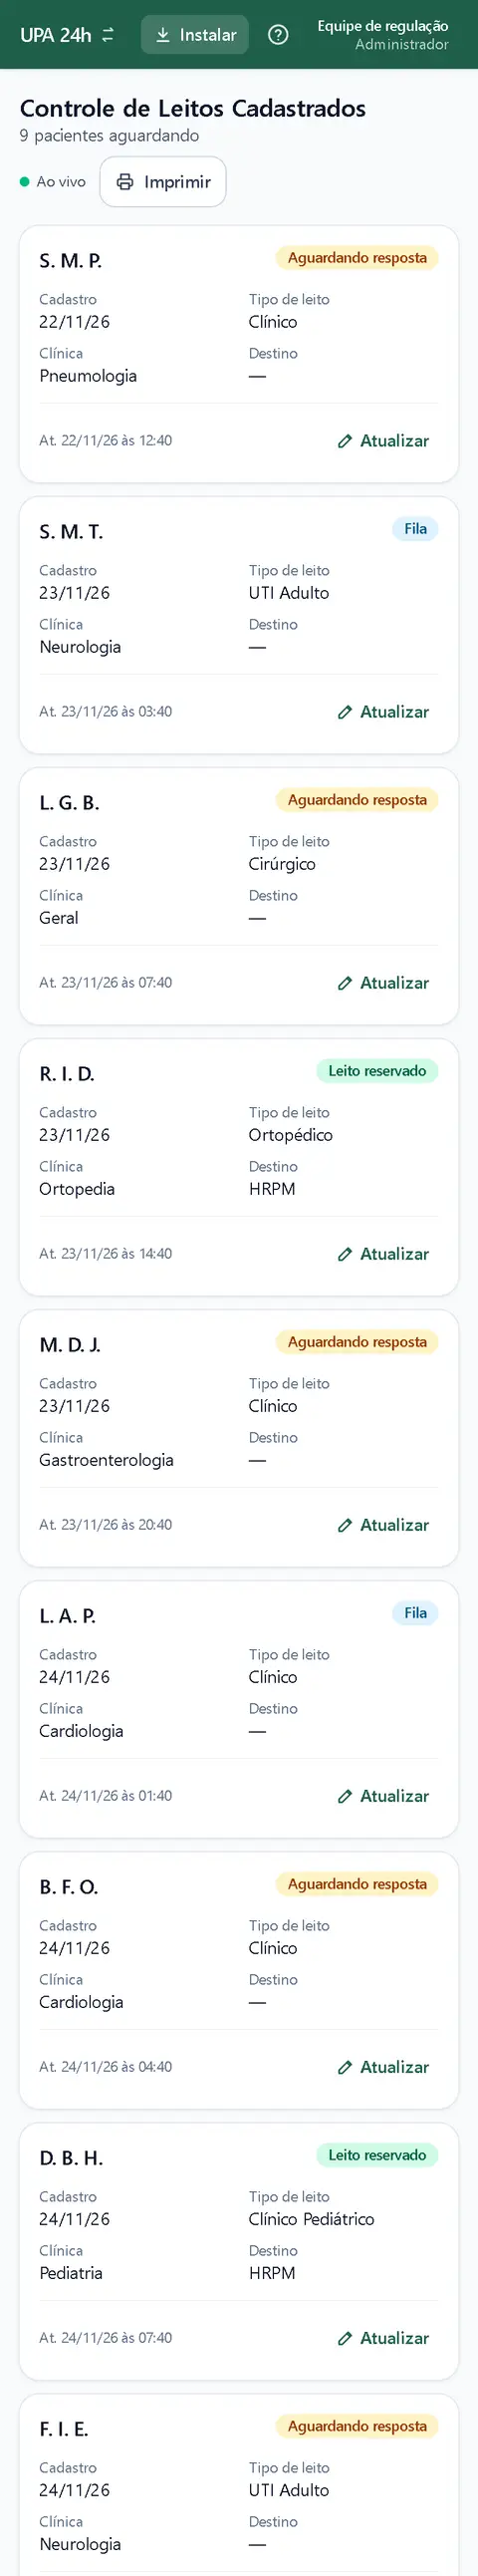 UPA 24h Instalar Equipe de regulação
Administrador
Controle de Leitos Cadastrados
9 pacientes aguardando
Ao vivo Imprimir
S. M. P. Aguardando resposta
Cadastro Tipo de leito
22/11/26 Clínico
Clínica Destino
Pneumologia —
At. 22/11/26 às 12:40 Atualizar
S. M. T. Fila
Cadastro Tipo de leito
23/11/26 UTI Adulto
Clínica Destino
Neurologia —
At. 23/11/26 às 03:40 Atualizar
L. G. B. Aguardando resposta
Cadastro Tipo de leito
23/11/26 Cirúrgico
Clínica Destino
Geral —
At. 23/11/26 às 07:40 Atualizar
R. I. D. Leito reservado
Cadastro Tipo de leito
23/11/26 Ortopédico
Clínica Destino
Ortopedia HRPM
At. 23/11/26 às 14:40 Atualizar
M. D. J. Aguardando resposta
Cadastro Tipo de leito
23/11/26 Clínico
Clínica Destino
Gastroenterologia —
At. 23/11/26 às 20:40 Atualizar
L. A. P. Fila
Cadastro Tipo de leito
24/11/26 Clínico
Clínica Destino
Cardiologia —
At. 24/11/26 às 01:40 Atualizar
B. F. O. Aguardando resposta
Cadastro Tipo de leito
24/11/26 Clínico
Clínica Destino
Cardiologia —
At. 24/11/26 às 04:40 Atualizar
D. B. H. Leito reservado
Cadastro Tipo de leito
24/11/26 Clínico Pediátrico
Clínica Destino
Pediatria HRPM
At. 24/11/26 às 07:40 Atualizar
F. I. E. Aguardando resposta
Cadastro Tipo de leito
24/11/26 UTI Adulto
Clínica Destino
Neurologia —